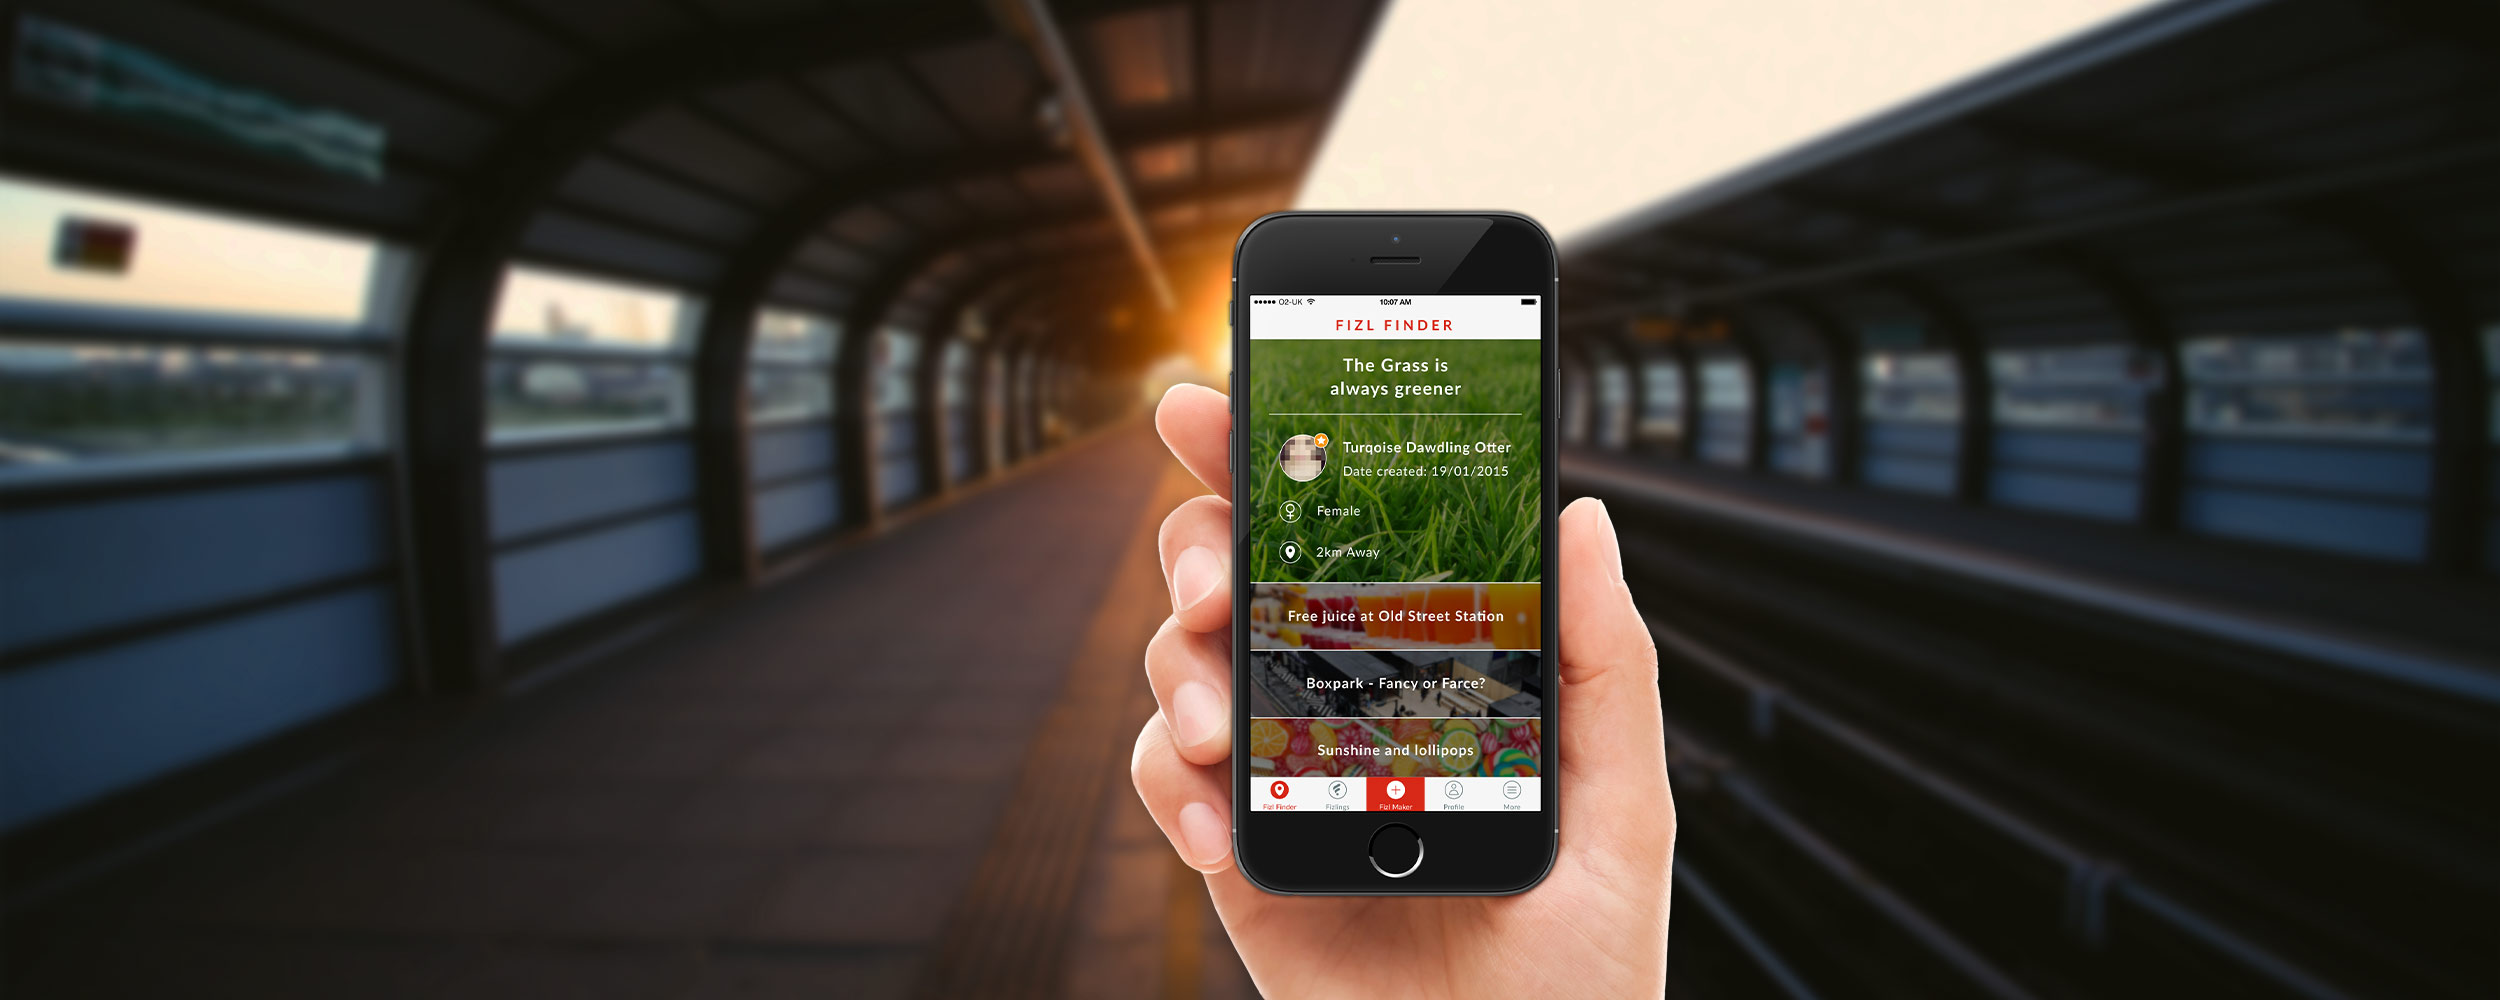 O2-UK 10:07 AM
FIZL FINDER
The Grass is
always greener
Turqoise Dawdling Otter
Date created: 19/01/2015
Female
2km Away
Free juice at Old Street Station
Boxpark - Fancy or Farce?
Sunshine and lollipops
Fizl Finder Fizlings Fizl Maker Profile More